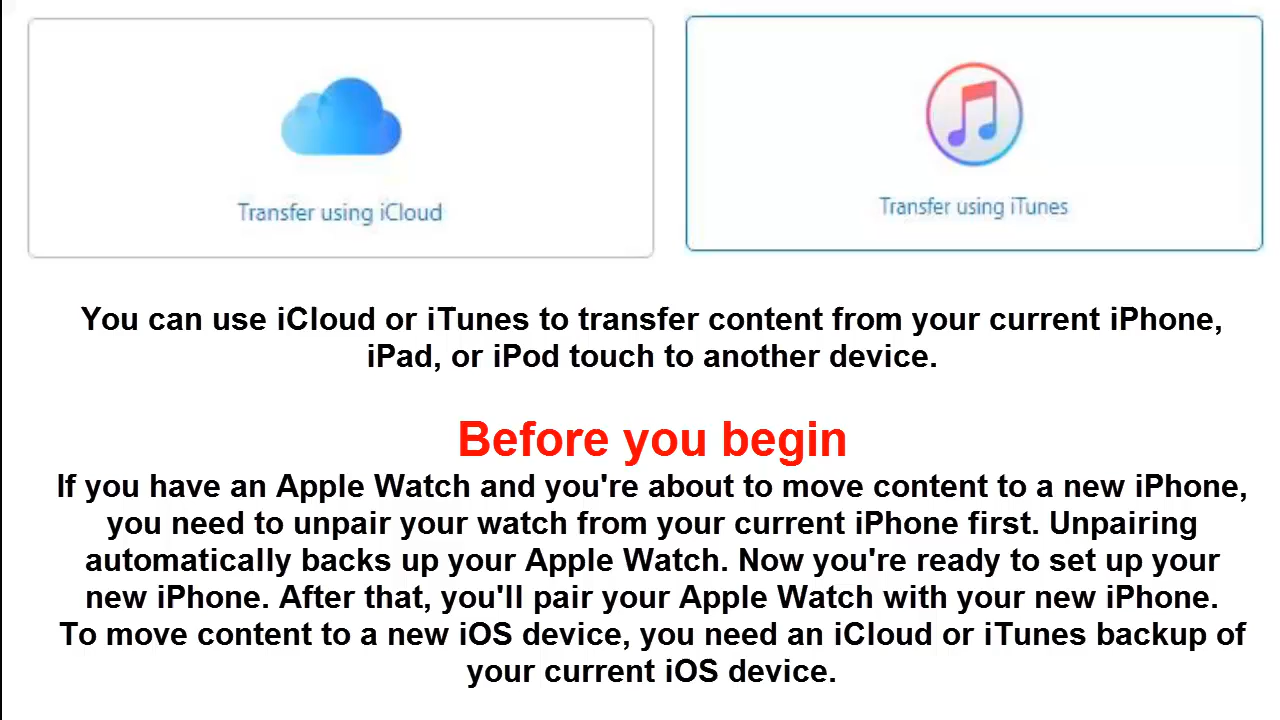 Transfer using iCloud
Transfer using iTunes
You can use iCloud or iTunes to transfer content from your current iPhone,
iPad, or iPod touch to another device.
Before you begin
If you have an Apple Watch and you're about to move content to a new iPhone,
you need to unpair your watch from your current iPhone first. Unpairing
automatically backs up your Apple Watch. Now you're ready to set up your
new iPhone. After that, you'll pair your Apple Watch with your new iPhone.
To move content to a new iOS device, you need an iCloud or iTunes backup of
your current iOS device.